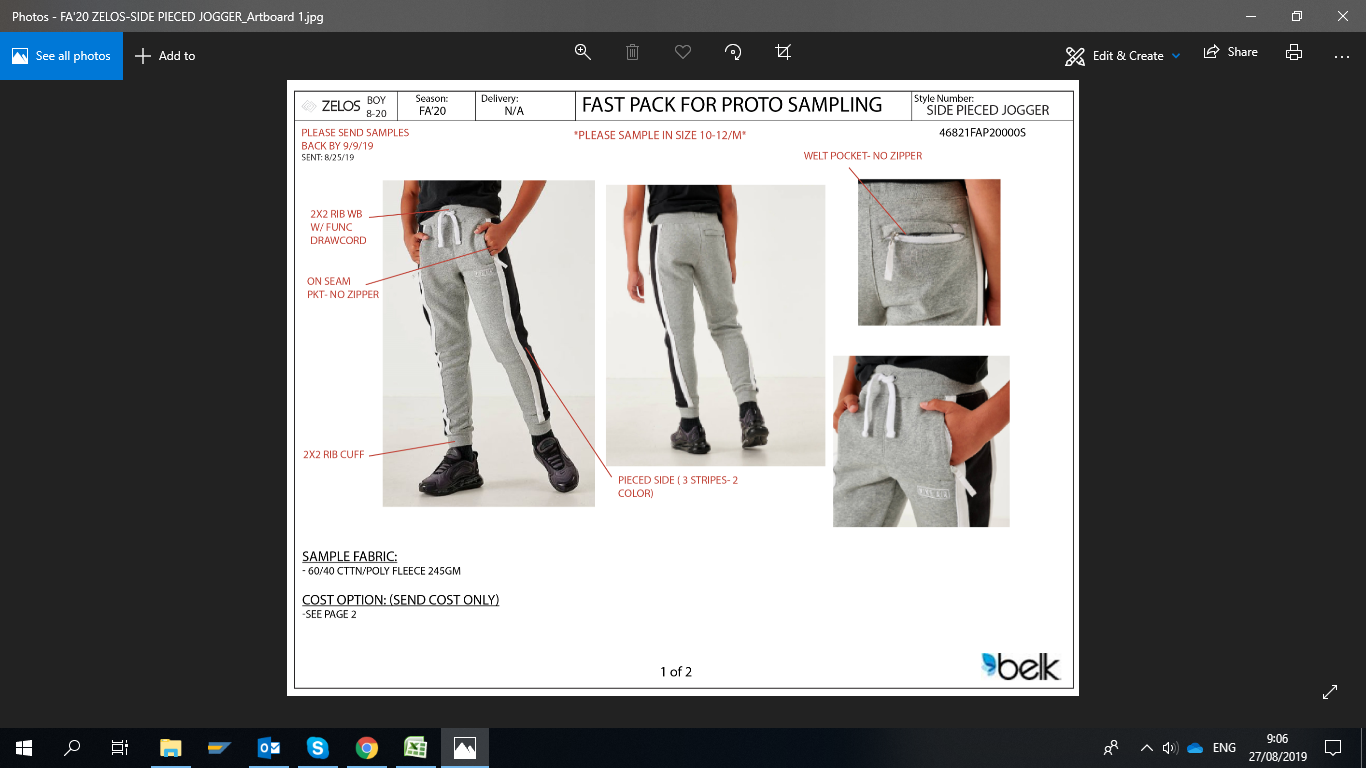 Photos - FA'20 ZELOS-SIDE PIECED JOGGER_Artboard 1.jpg
See all photos
Add to
Edit & Create
Share
ZELOS
BOY
8-20
Season:
FA'20
Delivery:
N/A
FAST PACK FOR PROTO SAMPLING
Style Number:
SIDE PIECED JOGGER
PLEASE SEND SAMPLES
BACK BY 9/9/19
SENT: 8/25/19
*PLEASE SAMPLE IN SIZE 10-12/M*
46821FAP20000S
WELT POCKET- NO ZIPPER
2X2 RIB WB
W/ FUNC
DRAWCORD
ON SEAM
PKT- NO ZIPPER
2X2 RIB CUFF
PIECED SIDE ( 3 STRIPES- 2
COLOR)
SAMPLE FABRIC:
- 60/40 CTTN/POLY FLEECE 245GM
COST OPTION: (SEND COST ONLY)
-SEE PAGE 2
1 of 2
belk
ENG
9:06
27/08/2019